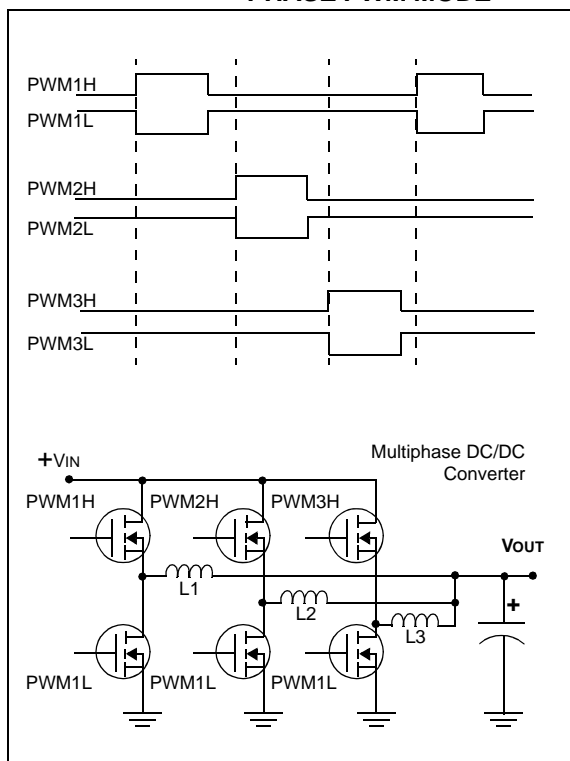 PHASE PWM MODE
PWM1H
PWM1L
PWM2H
PWM2L
PWM3H
PWM3L
Multiphase DC/DC
Converter
+VIN
PWM1H PWM2H PWM3H
VOUT
L1
L2
L3
+
PWM1L PWM1L PWM1L